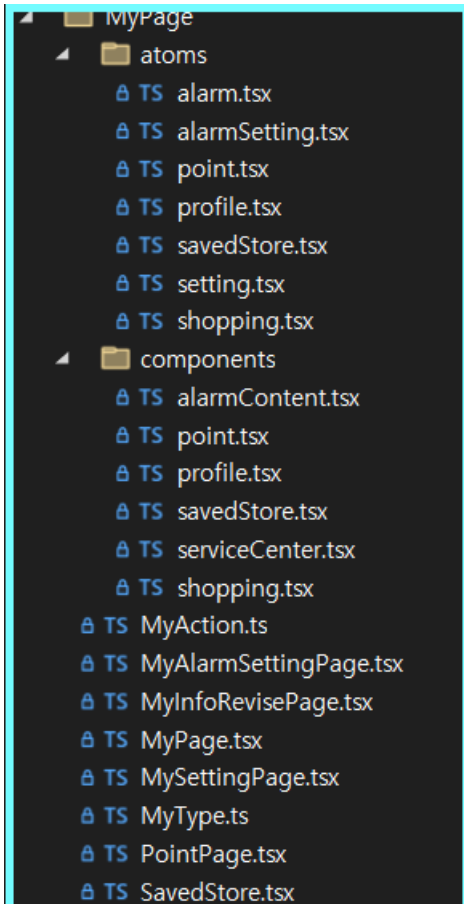 MyPage
atoms
TS alarm.tsx
TS alarmSetting.tsx
TS point.tsx
TS profile.tsx
TS savedStore.tsx
TS setting.tsx
TS shopping.tsx
components
TS alarmContent.tsx
TS point.tsx
TS profile.tsx
TS savedStore.tsx
TS serviceCenter.tsx
TS shopping.tsx
TS MyAction.ts
TS MyAlarmSettingPage.tsx
TS MyInfoRevisePage.tsx
TS MyPage.tsx
TS MySettingPage.tsx
TS MyType.ts
TS PointPage.tsx
TS SavedStore.tsx